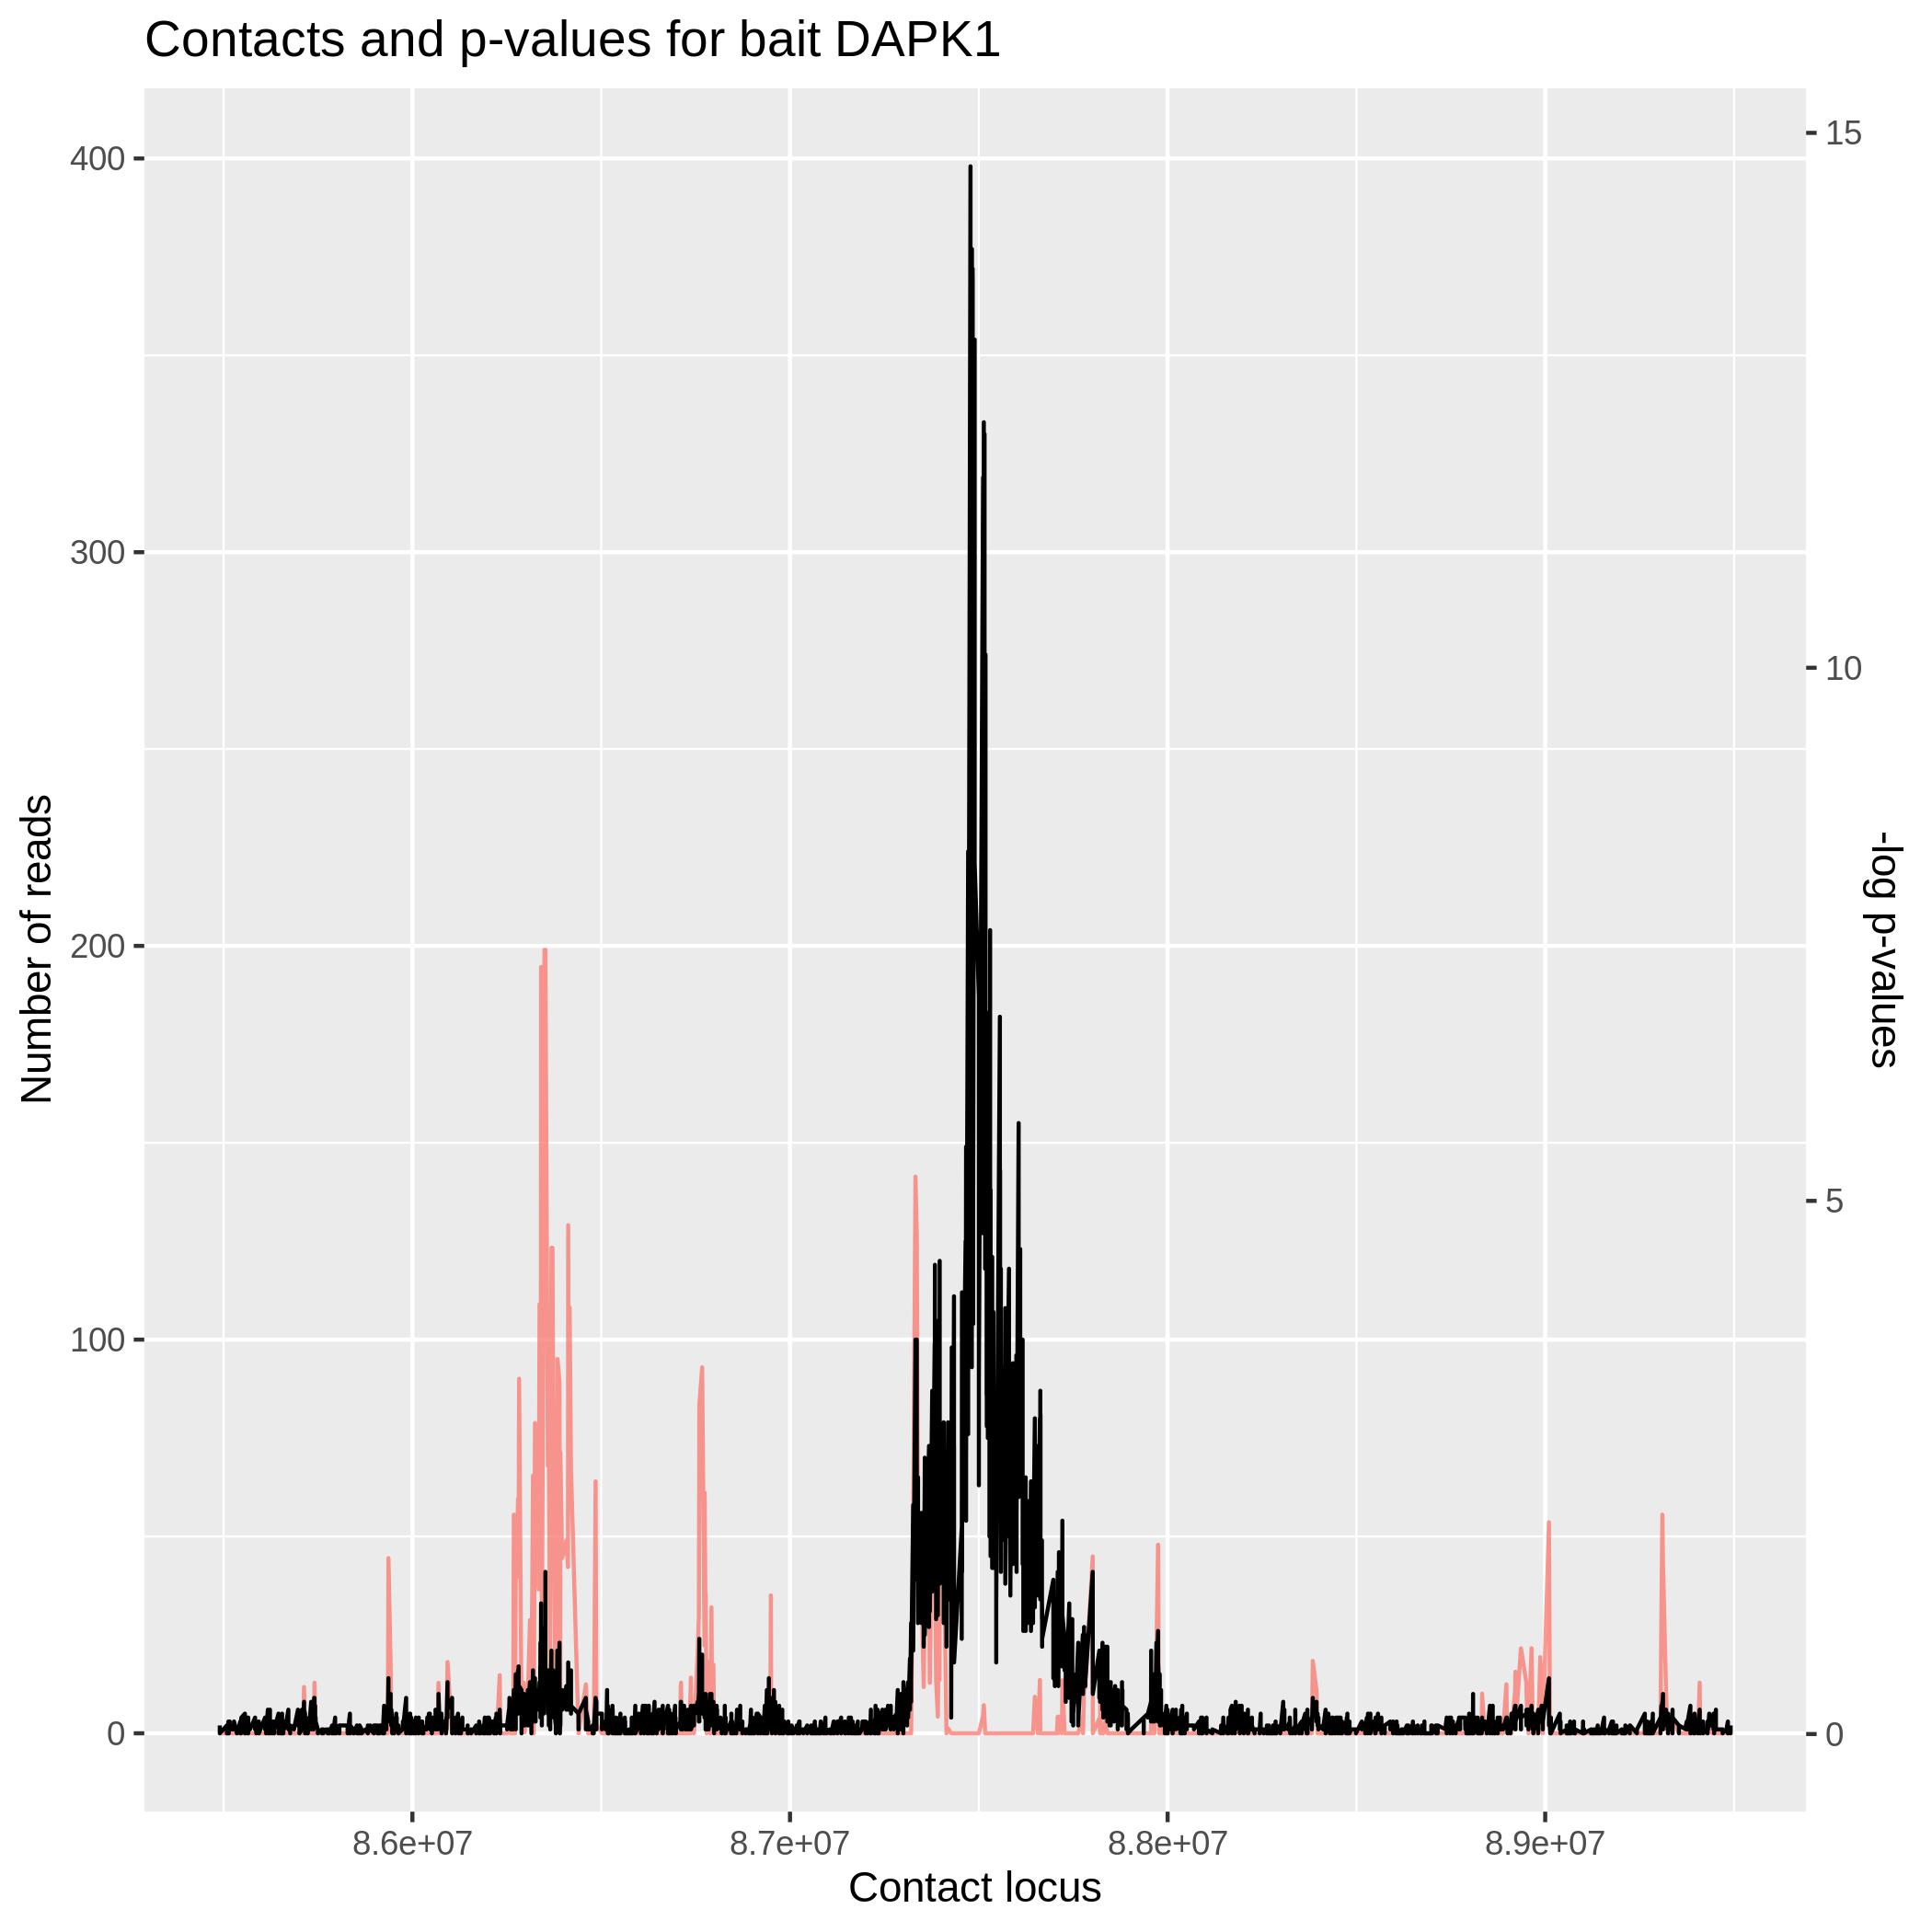 Contacts and p-values for bait DAPK1
400
300
200
100
0
Number of reads
15
10
5
0
-log p-values
8.6e+07
8.7e+07
8.8e+07
8.9e+07
Contact locus